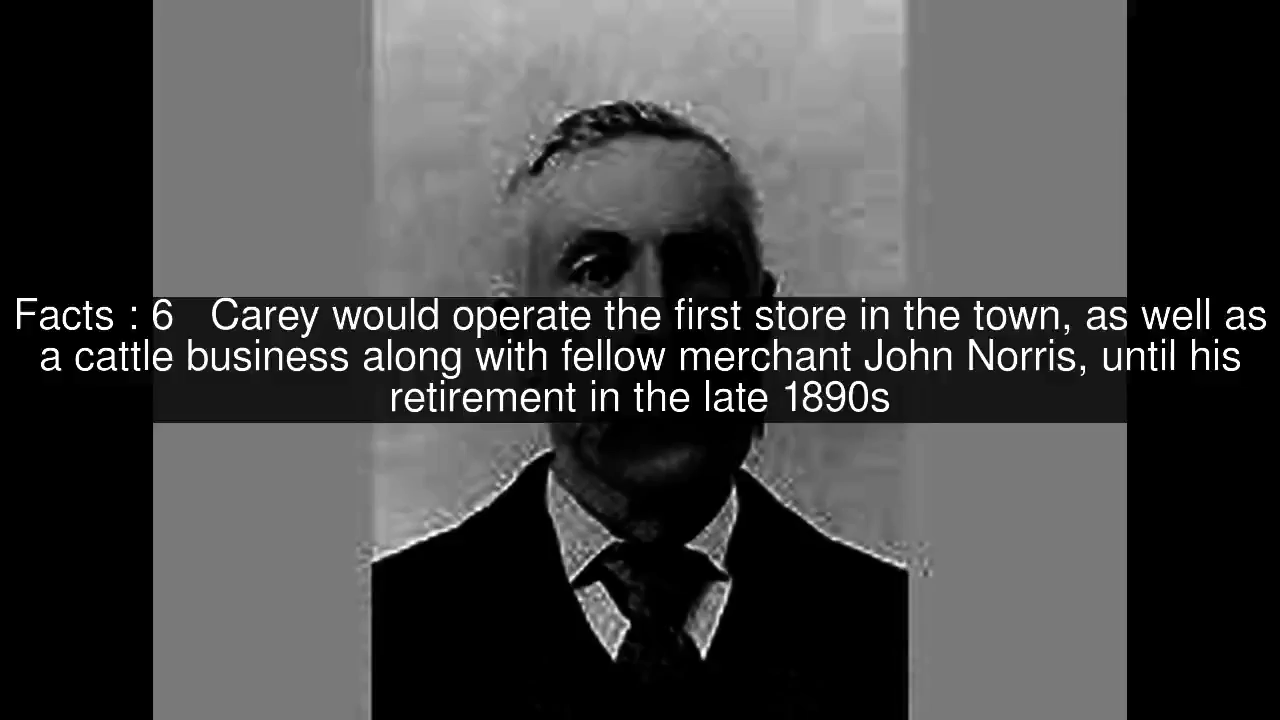 Facts : 6   Carey would operate the first store in the town, as well as
a cattle business along with fellow merchant John Norris, until his
retirement in the late 1890s